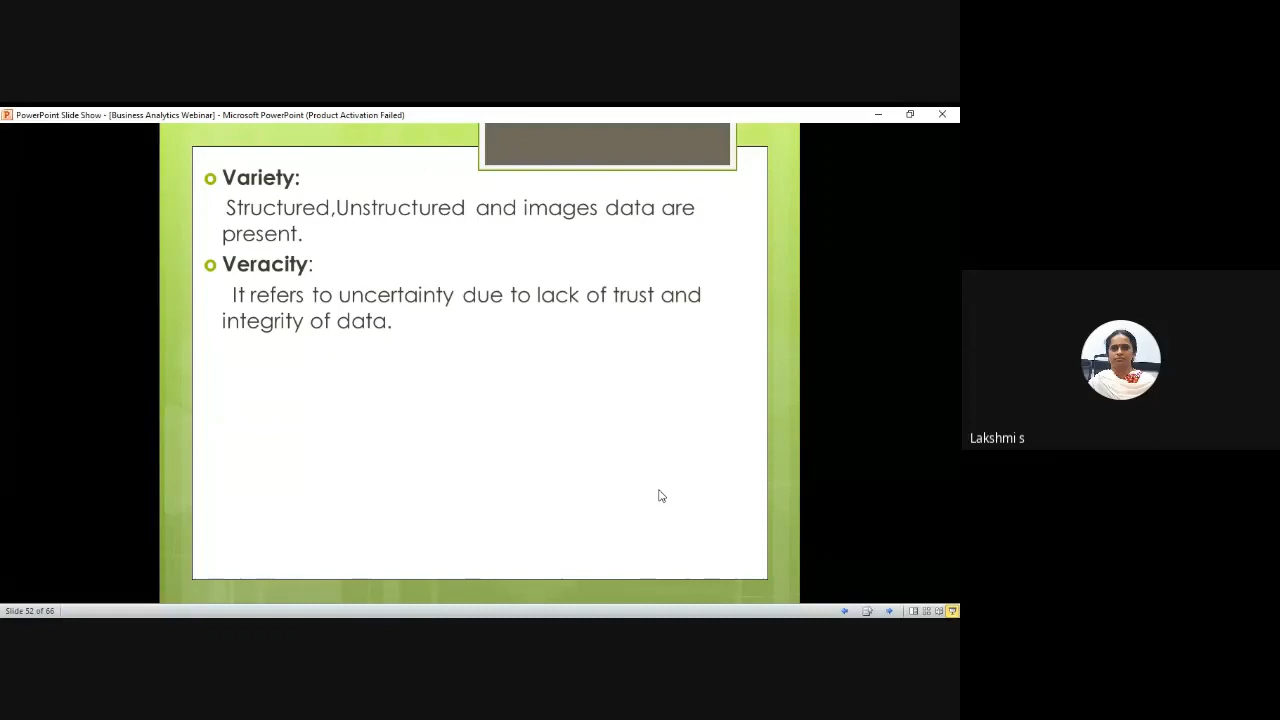 PowerPoint Slide Show - [Business Analytics Webinar] - Microsoft PowerPoint (Product Activation Failed)
Variety:
Structured,Unstructured and images data are
present.
Veracity:
It refers to uncertainty due to lack of trust and
integrity of data.
Lakshmi s
Slide 52 of 66